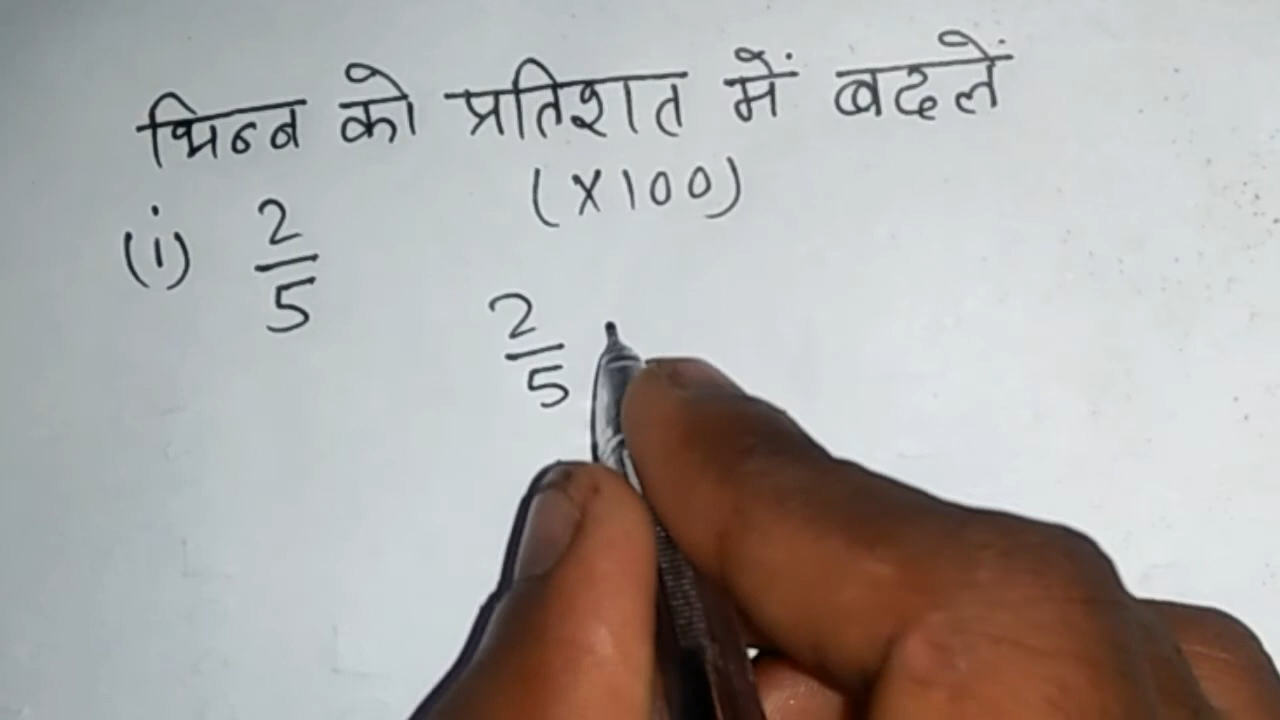 भिन्न को प्रतिशत में बदलें
(×100)
(i) 2/5
2/5